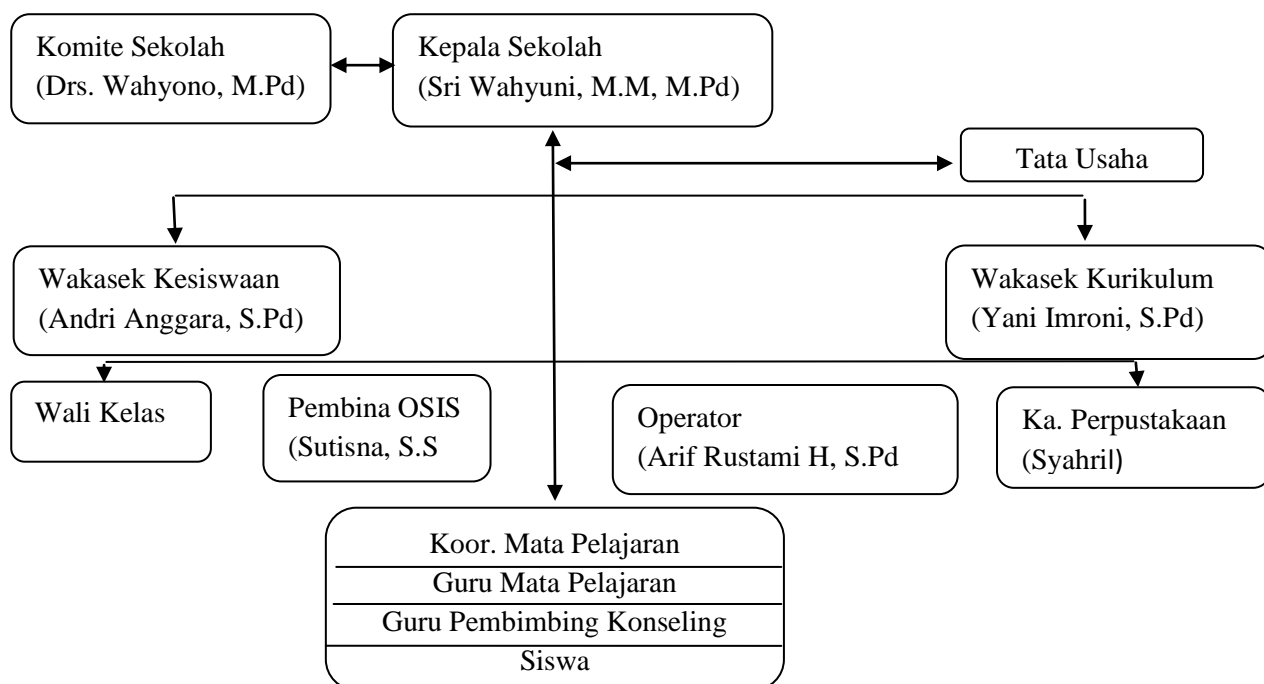 Komite Sekolah
(Drs. Wahyono, M.Pd)
Kepala Sekolah
(Sri Wahyuni, M.M, M.Pd)
Tata Usaha
Wakasek Kesiswaan
(Andri Anggara, S.Pd)
Wakasek Kurikulum
(Yani Imroni, S.Pd)
Wali Kelas
Pembina OSIS
(Sutisna, S.S
Operator
(Arif Rustami H, S.Pd
Ka. Perpustakaan
(Syahril)
Koor. Mata Pelajaran
Guru Mata Pelajaran
Guru Pembimbing Konseling
Siswa